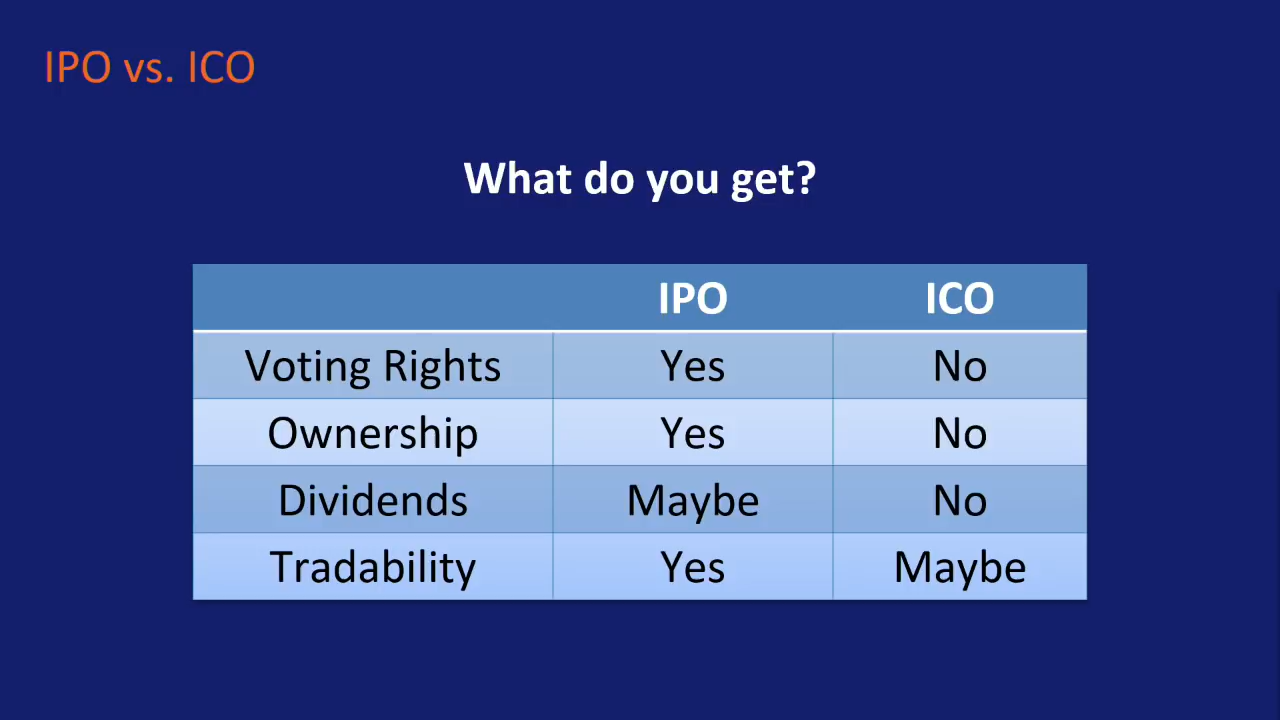 IPO vs. ICO
What do you get?
IPO ICO
Voting Rights Yes No
Ownership Yes No
Dividends Maybe No
Tradability Yes Maybe